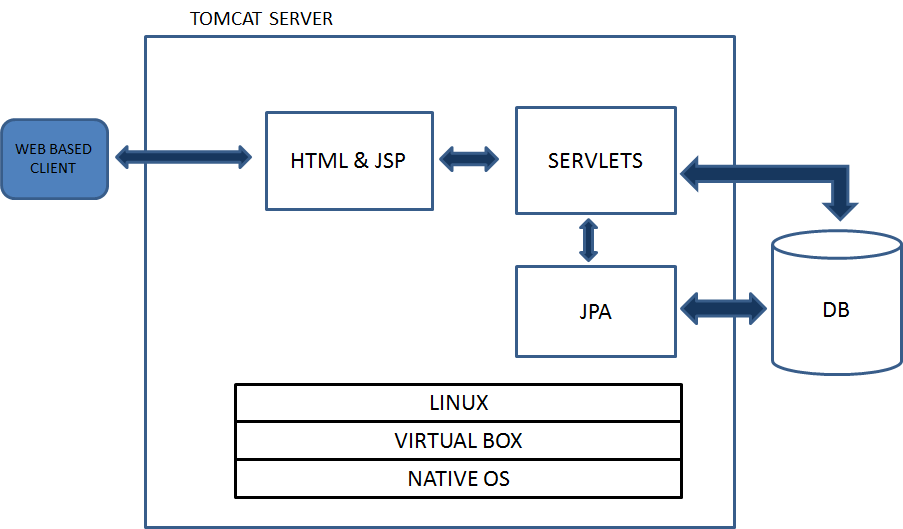 TOMCAT SERVER
WEB BASED
CLIENT
HTML & JSP
SERVLETS
JPA
DB
LINUX
VIRTUAL BOX
NATIVE OS